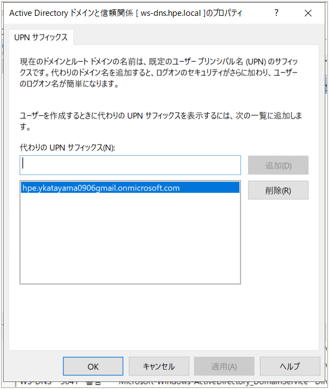 Active Directory ドメインと信頼関係 [ ws-dns.hpe.local ]のプロパティ ? ×
UPN サフィックス
現在のドメインとルート ドメインの名前は、既定のユーザー プリンシパル名 (UPN) のサフィッ
クスです。代わりのドメイン名を追加すると、ログオンのセキュリティがさらに加わり、ユーザー
のログオン名が簡単になります。
ユーザーを作成するときに代わりの UPN サフィックスを表示するには、次の一覧に追加しま
す。
代わりの UPN サフィックス(N):
追加(D)
hpe.ykatayama0906gmail.onmicrosoft.com
削除(R)
OK キャンセル 適用(A) ヘルプ